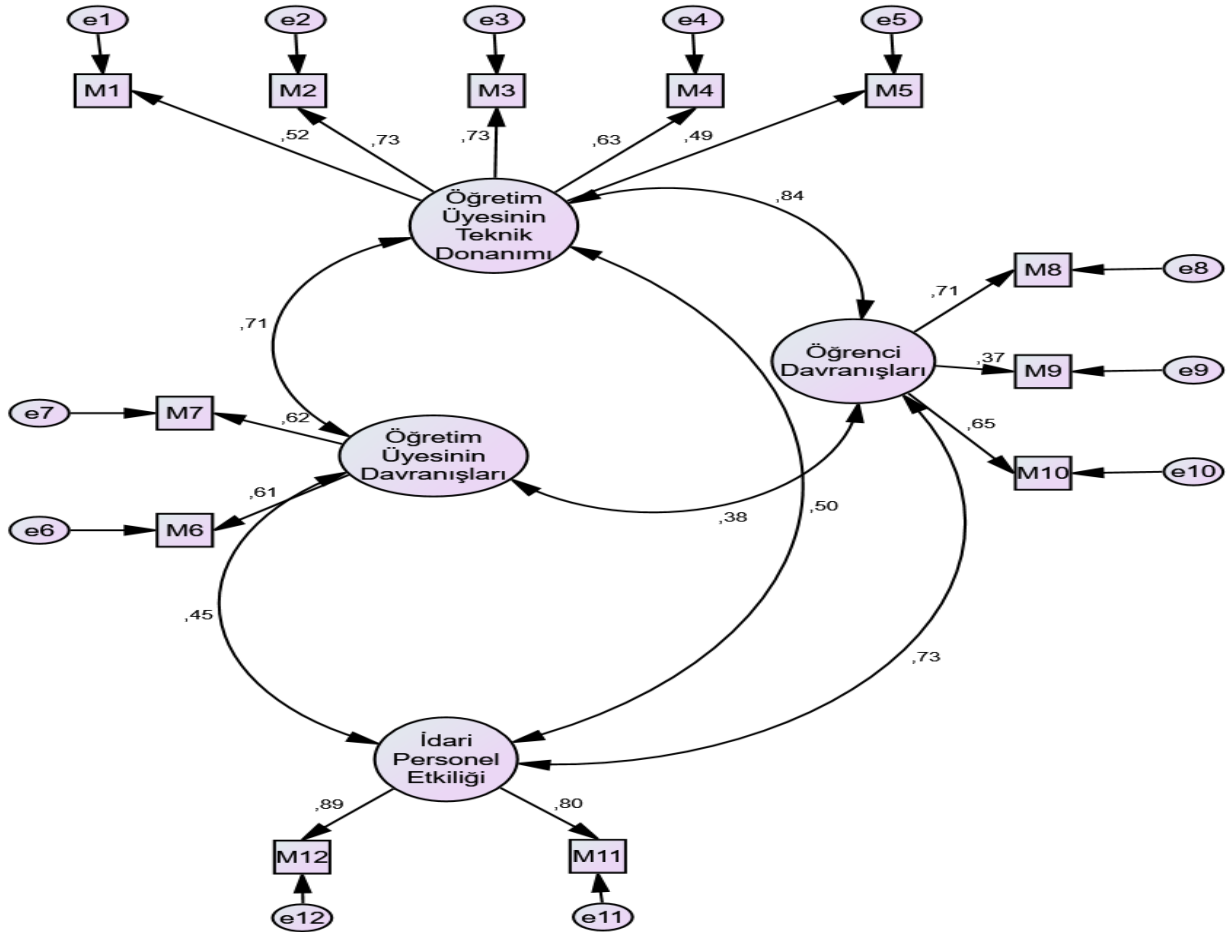 e1
e2
e3
e4
e5
M1
M2
M3
M4
M5
,52
,73
,73
,63
,49
Öğretim
Üyesinin
Teknik
Donanımı
,84
M8
e8
,71
,71
Öğrenci
Davranışları
,37
M9
e9
e7
M7
,62
Öğretim
Üyesinin
Davranışları
,65
M10
e10
e6
M6
,61
,38
,50
,45
,73
İdari
Personel
Etkiliği
,89
,80
M12
M11
e12
e11